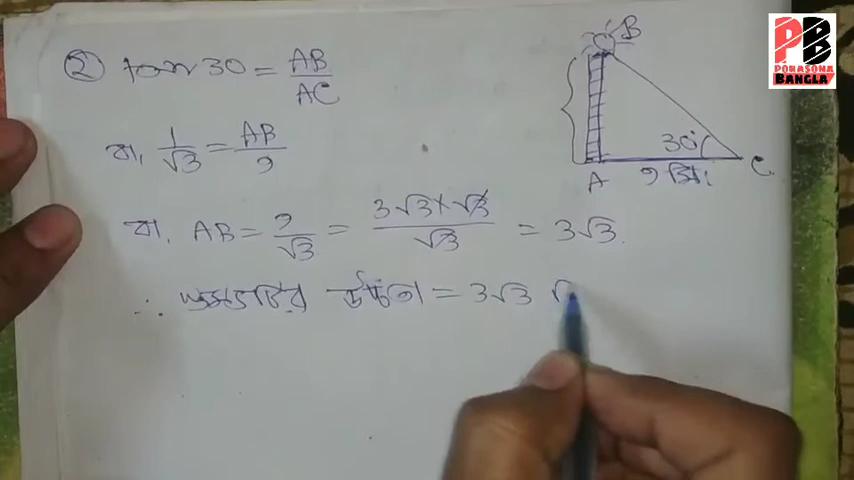 ② tan 30 = AB / AC
বা, 1/√3 = AB/9
বা, AB = 9/√3 = 3√3 × √3 / √3 = 3√3.
∴ স্তম্ভটির উচ্চতা = 3√3
B
30°
A
9 মি.
C
PB
PORASONA
BANGLA